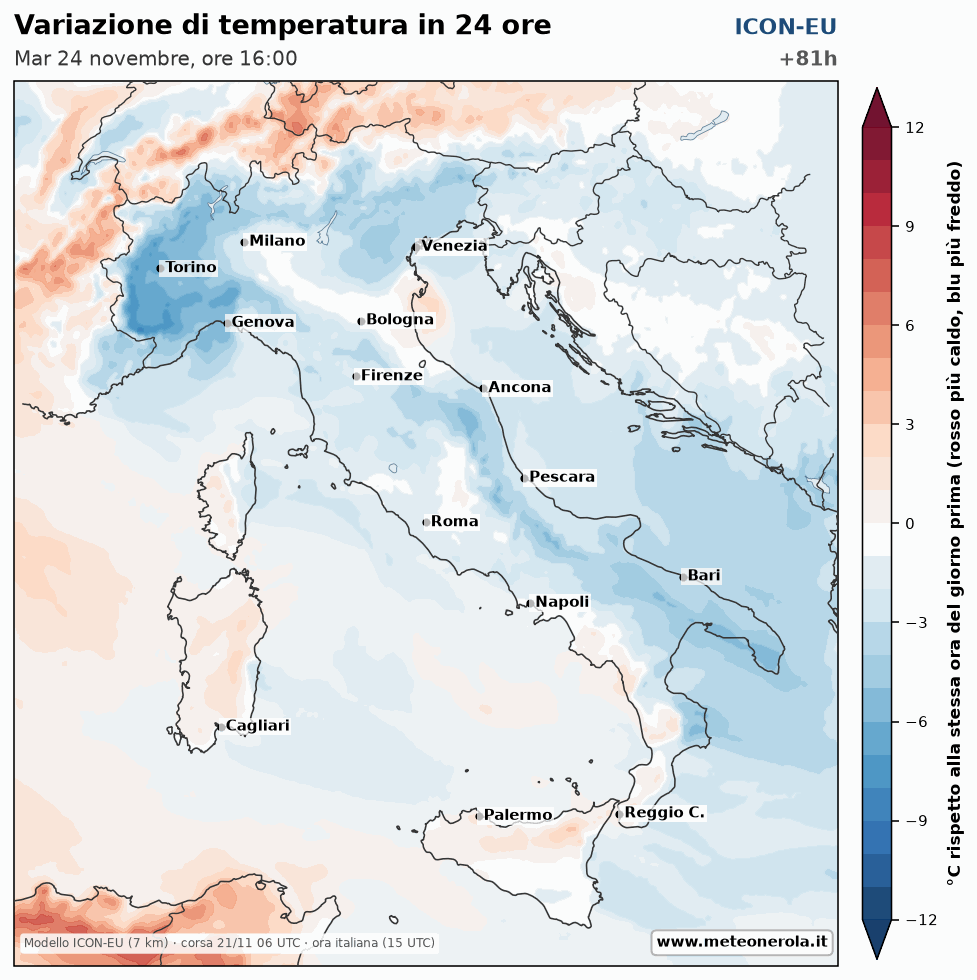 Variazione di temperatura in 24 ore
ICON-EU
Mar 24 novembre, ore 16:00
+81h
Milano
Venezia
Torino
Genova
Bologna
Firenze
Ancona
Pescara
Roma
Bari
Napoli
Cagliari
Palermo
Reggio C.
Modello ICON-EU (7 km) · corsa 21/11 06 UTC · ora italiana (15 UTC)
www.meteonerola.it
12
9
6
3
0
−3
−6
−9
−12
°C rispetto alla stessa ora del giorno prima (rosso più caldo, blu più freddo)